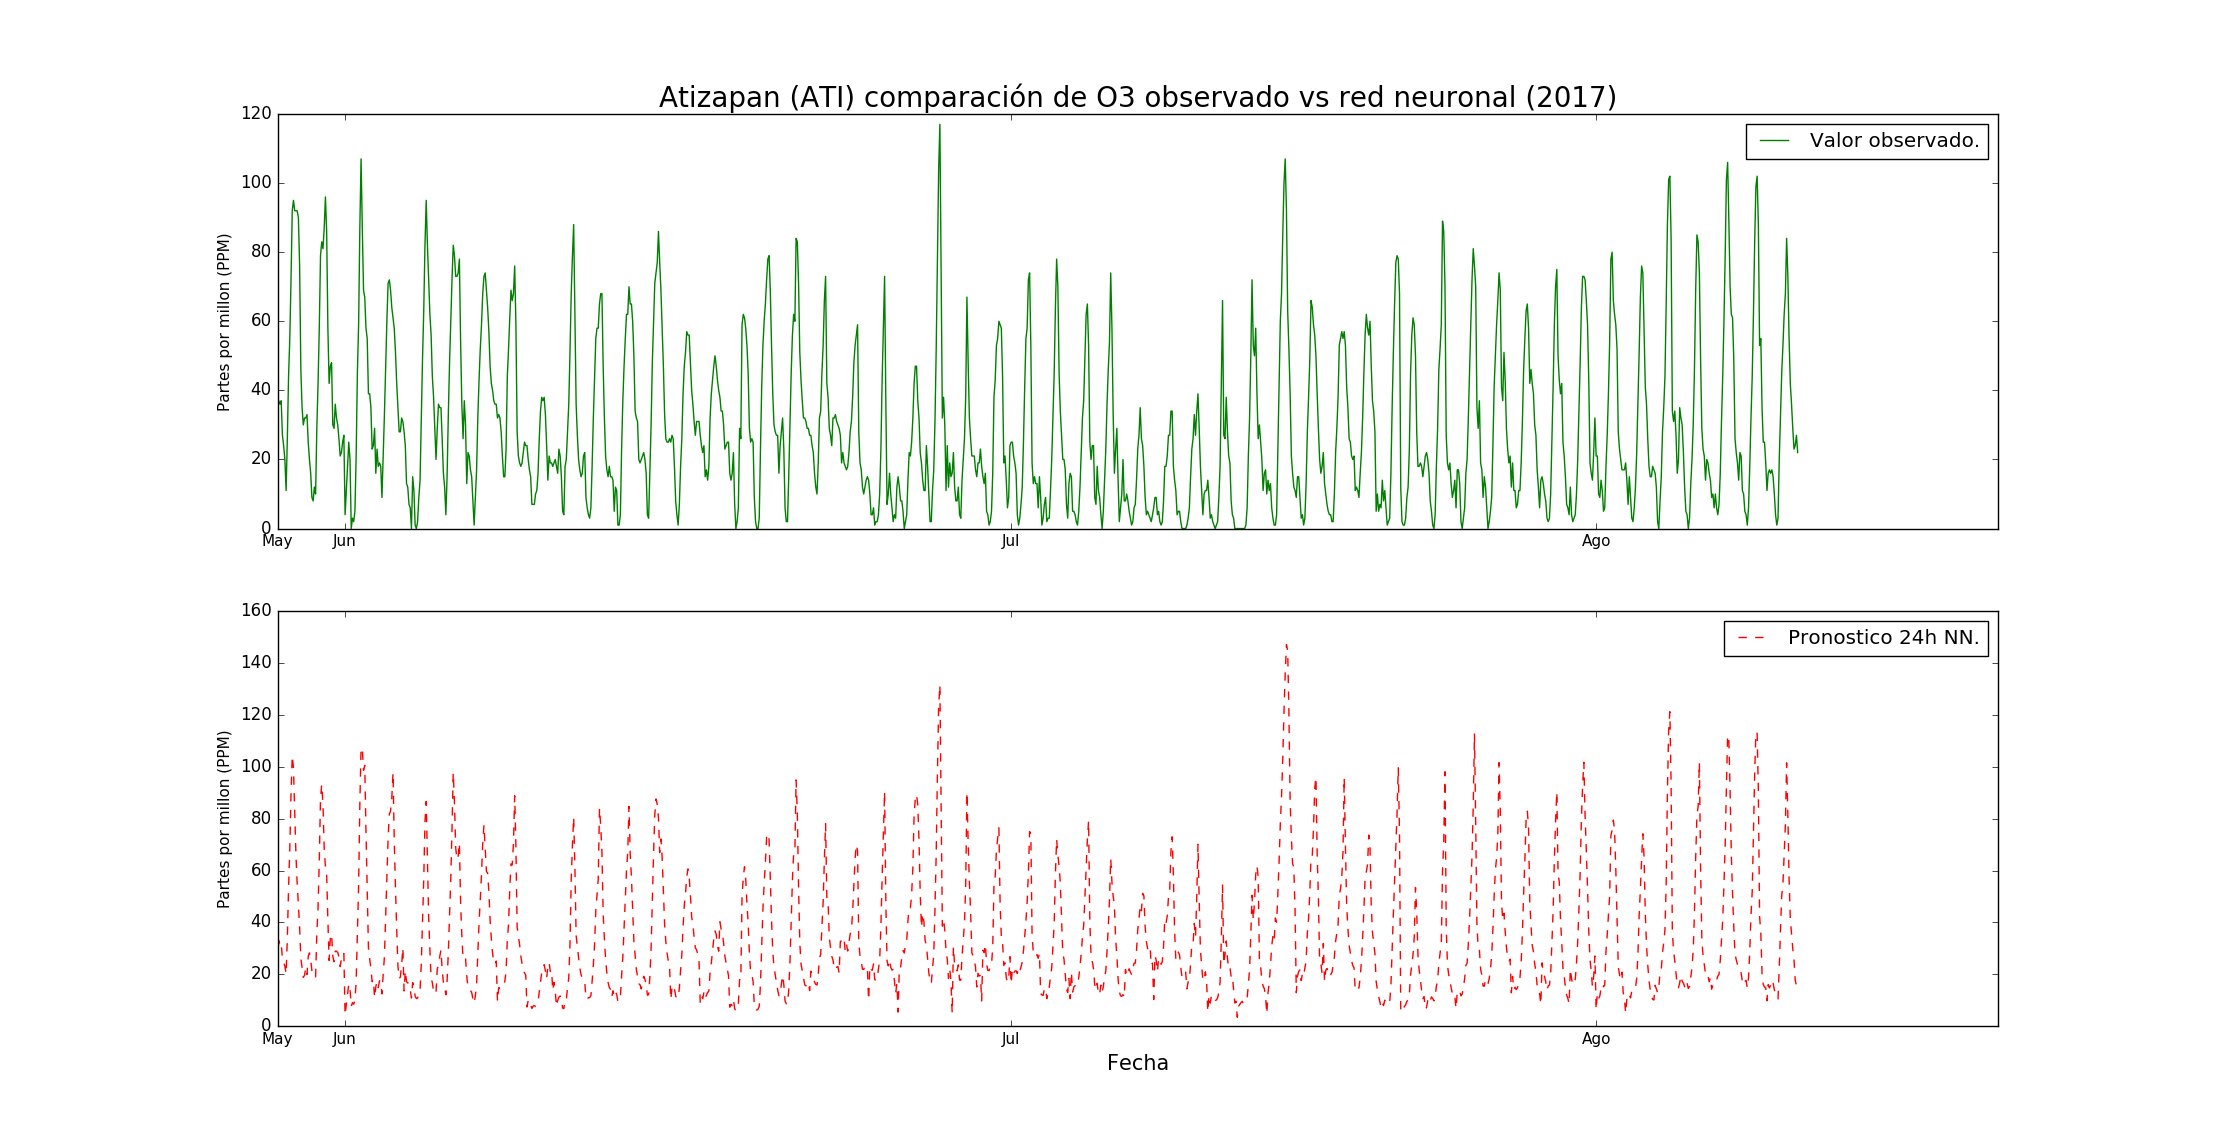 Atizapan (ATI) comparación de O3 observado vs red neuronal (2017)
120
100
80
60
40
20
0
Partes por millon (PPM)
Valor observado.
May
Jun
Jul
Ago
160
140
120
100
80
60
40
20
0
Partes por millon (PPM)
Pronostico 24h NN.
May
Jun
Jul
Ago
Fecha